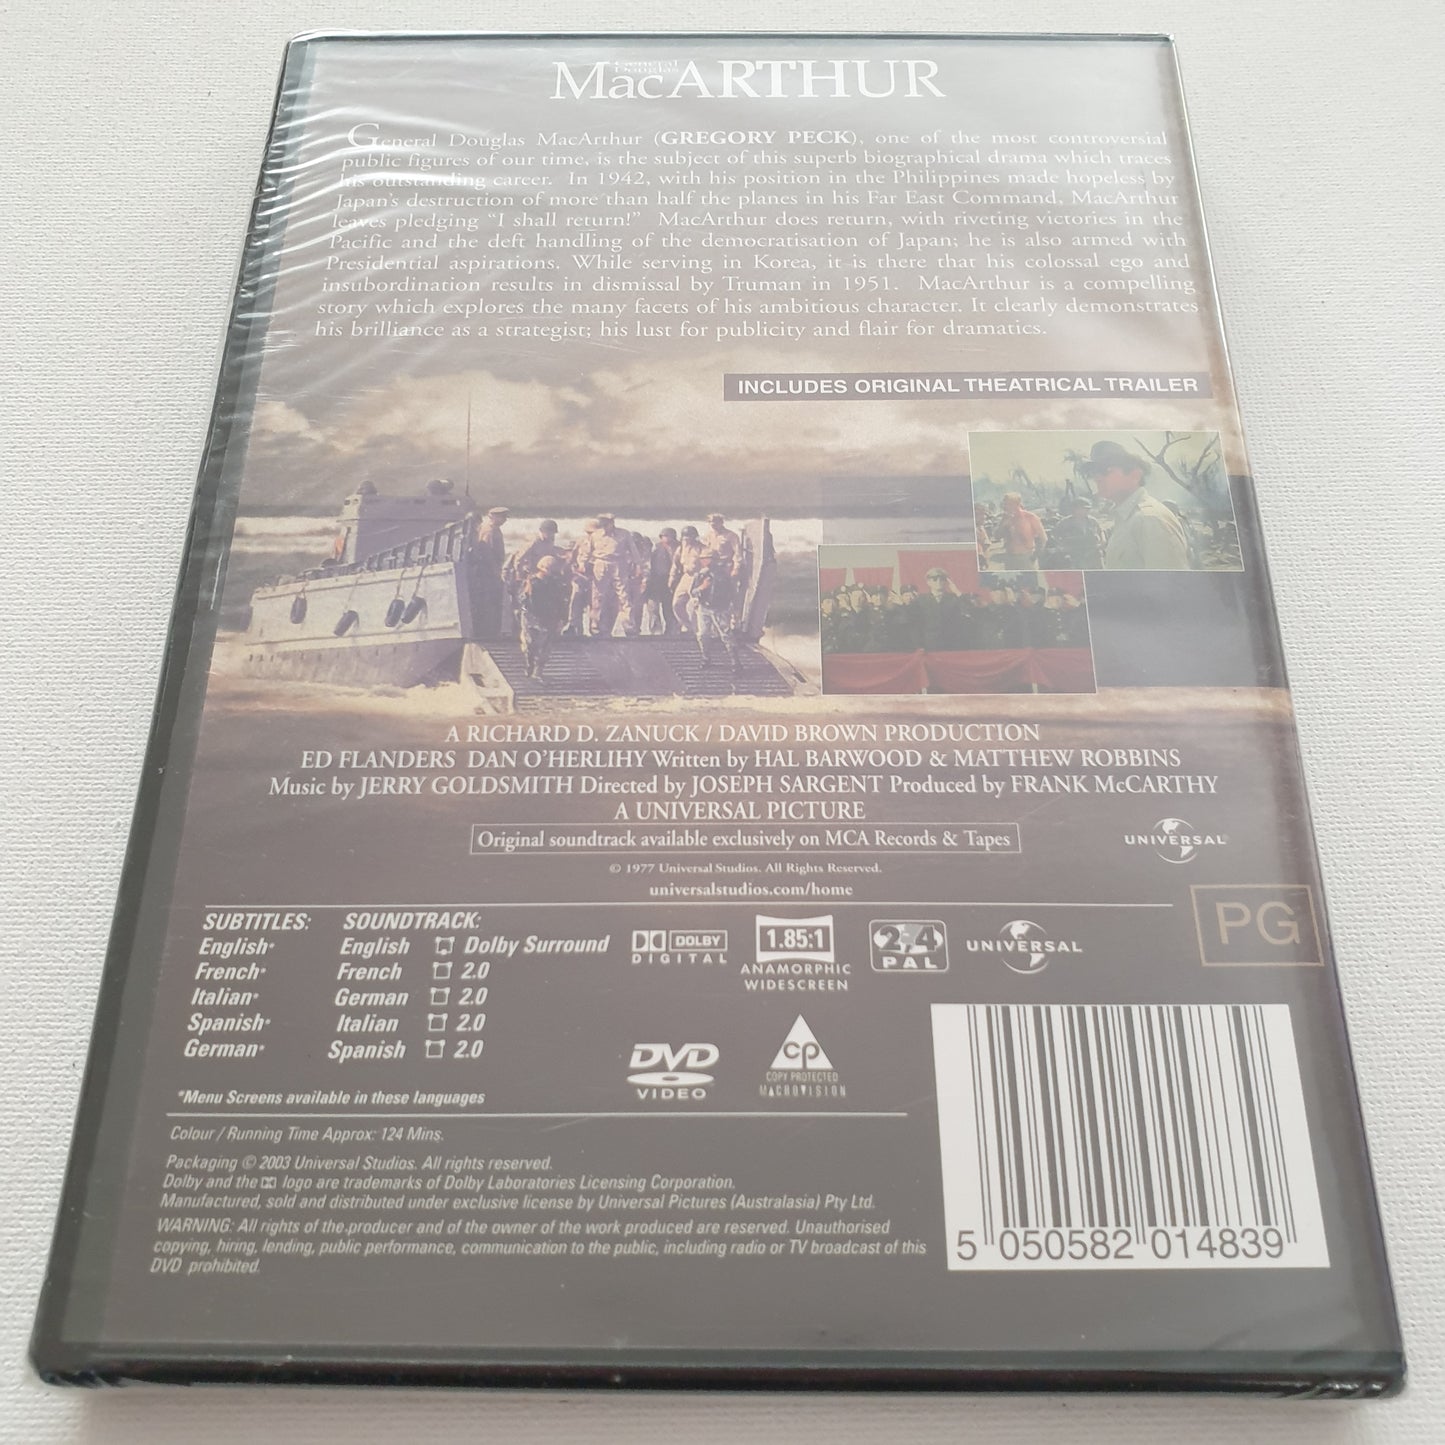 General Douglas
MacARTHUR
General Douglas MacArthur (GREGORY PECK), one of the most controversial
public figures of our time, is the subject of this superb biographical drama which traces
his outstanding career. In 1942, with his position in the Philippines made hopeless by
Japan's destruction of more than half the planes in his Far East Command, MacArthur
leaves pledging "I shall return!" MacArthur does return, with riveting victories in the
Pacific and the deft handling of the democratisation of Japan; he is also armed with
Presidential aspirations. While serving in Korea, it is there that his colossal ego and
insubordination results in dismissal by Truman in 1951. MacArthur is a compelling
story which explores the many facets of his ambitious character. It clearly demonstrates
his brilliance as a strategist; his lust for publicity and flair for dramatics.
INCLUDES ORIGINAL THEATRICAL TRAILER
A RICHARD D. ZANUCK / DAVID BROWN PRODUCTION
ED FLANDERS DAN O'HERLIHY Written by HAL BARWOOD & MATTHEW ROBBINS
Music by JERRY GOLDSMITH Directed by JOSEPH SARGENT Produced by FRANK McCARTHY
A UNIVERSAL PICTURE
Original soundtrack available exclusively on MCA Records & Tapes
UNIVERSAL
© 1977 Universal Studios. All Rights Reserved.
universalstudios.com/home
PG
SUBTITLES: SOUNDTRACK:
English* English Dolby Surround
French* French 2.0
Italian* German 2.0
Spanish* Italian 2.0
German* Spanish 2.0
*Menu Screens available in these languages
DOLBY
DIGITAL
1.85:1
ANAMORPHIC
WIDESCREEN
2,4
PAL
UNIVERSAL
DVD
VIDEO
cp
COPY PROTECTED
MACROVISION
Colour / Running Time Approx: 124 Mins.
Packaging © 2003 Universal Studios. All rights reserved.
Dolby and the logo are trademarks of Dolby Laboratories Licensing Corporation.
Manufactured, sold and distributed under exclusive license by Universal Pictures (Australasia) Pty Ltd.
WARNING: All rights of the producer and of the owner of the work produced are reserved. Unauthorised
copying, hiring, lending, public performance, communication to the public, including radio or TV broadcast of this
DVD prohibited.
5 050582 014839